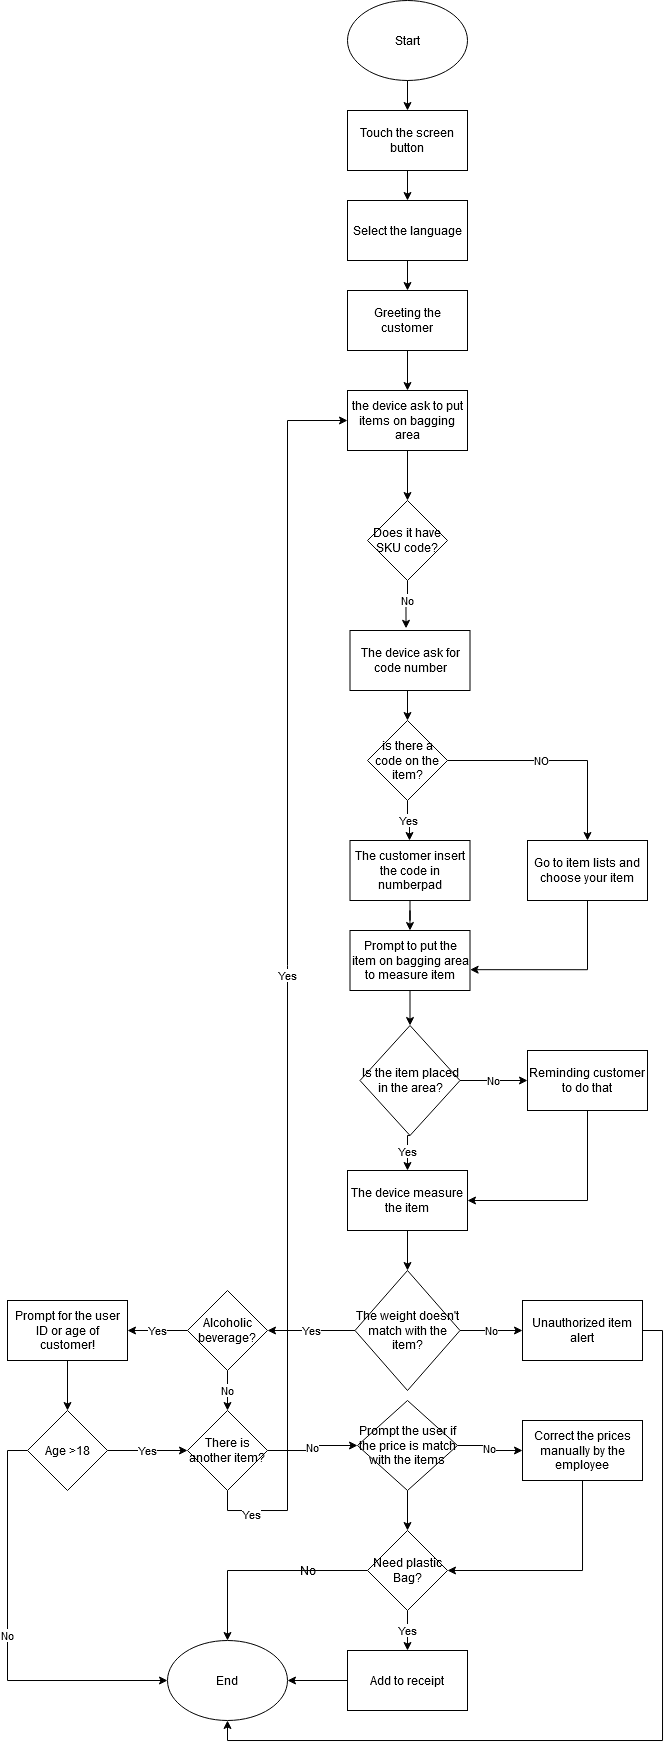 Start
Touch the screen
button
Select the language
Greeting the
customer
the device ask to put
items on bagging
area
Does it have
SKU code?
No
The device ask for
code number
is there a
code on the
item?
NO
Yes
The customer insert
the code in
numberpad
Go to item lists and
choose your item
Prompt to put the
item on bagging area
to measure item
Yes
Is the item placed
in the area?
No
Reminding customer
to do that
Yes
The device measure
the item
Prompt for the user
ID or age of
customer!
Yes
Alcoholic
beverage?
Yes
The weight doesn't
match with the
item?
No
Unauthorized item
alert
No
Age >18
Yes
There is
another item?
No
Prompt the user if
the price is match
with the items
No
Correct the prices
manually by the
employee
Yes
No
Need plastic
Bag?
No
Yes
End
Add to receipt